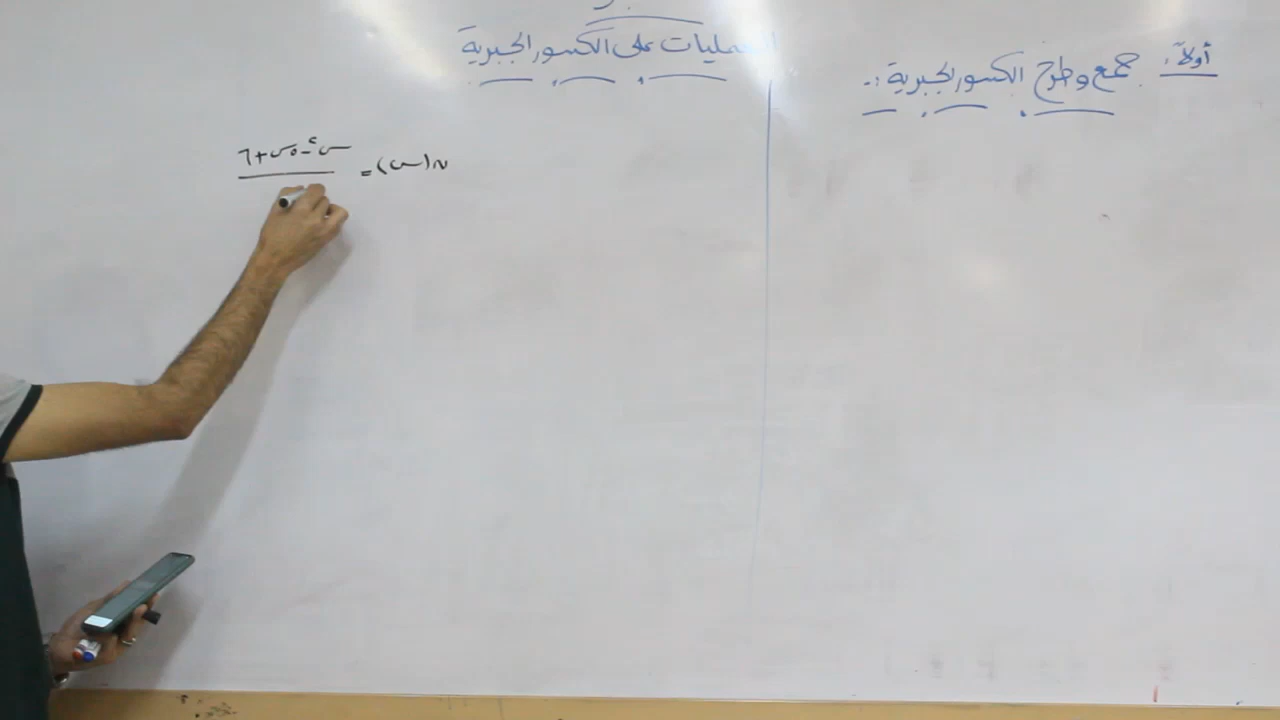 العمليات على الكسور الجبرية
أولاً: جمع وطرح الكسور الجبرية :-
ن(س) = س² - ٥س + ٦